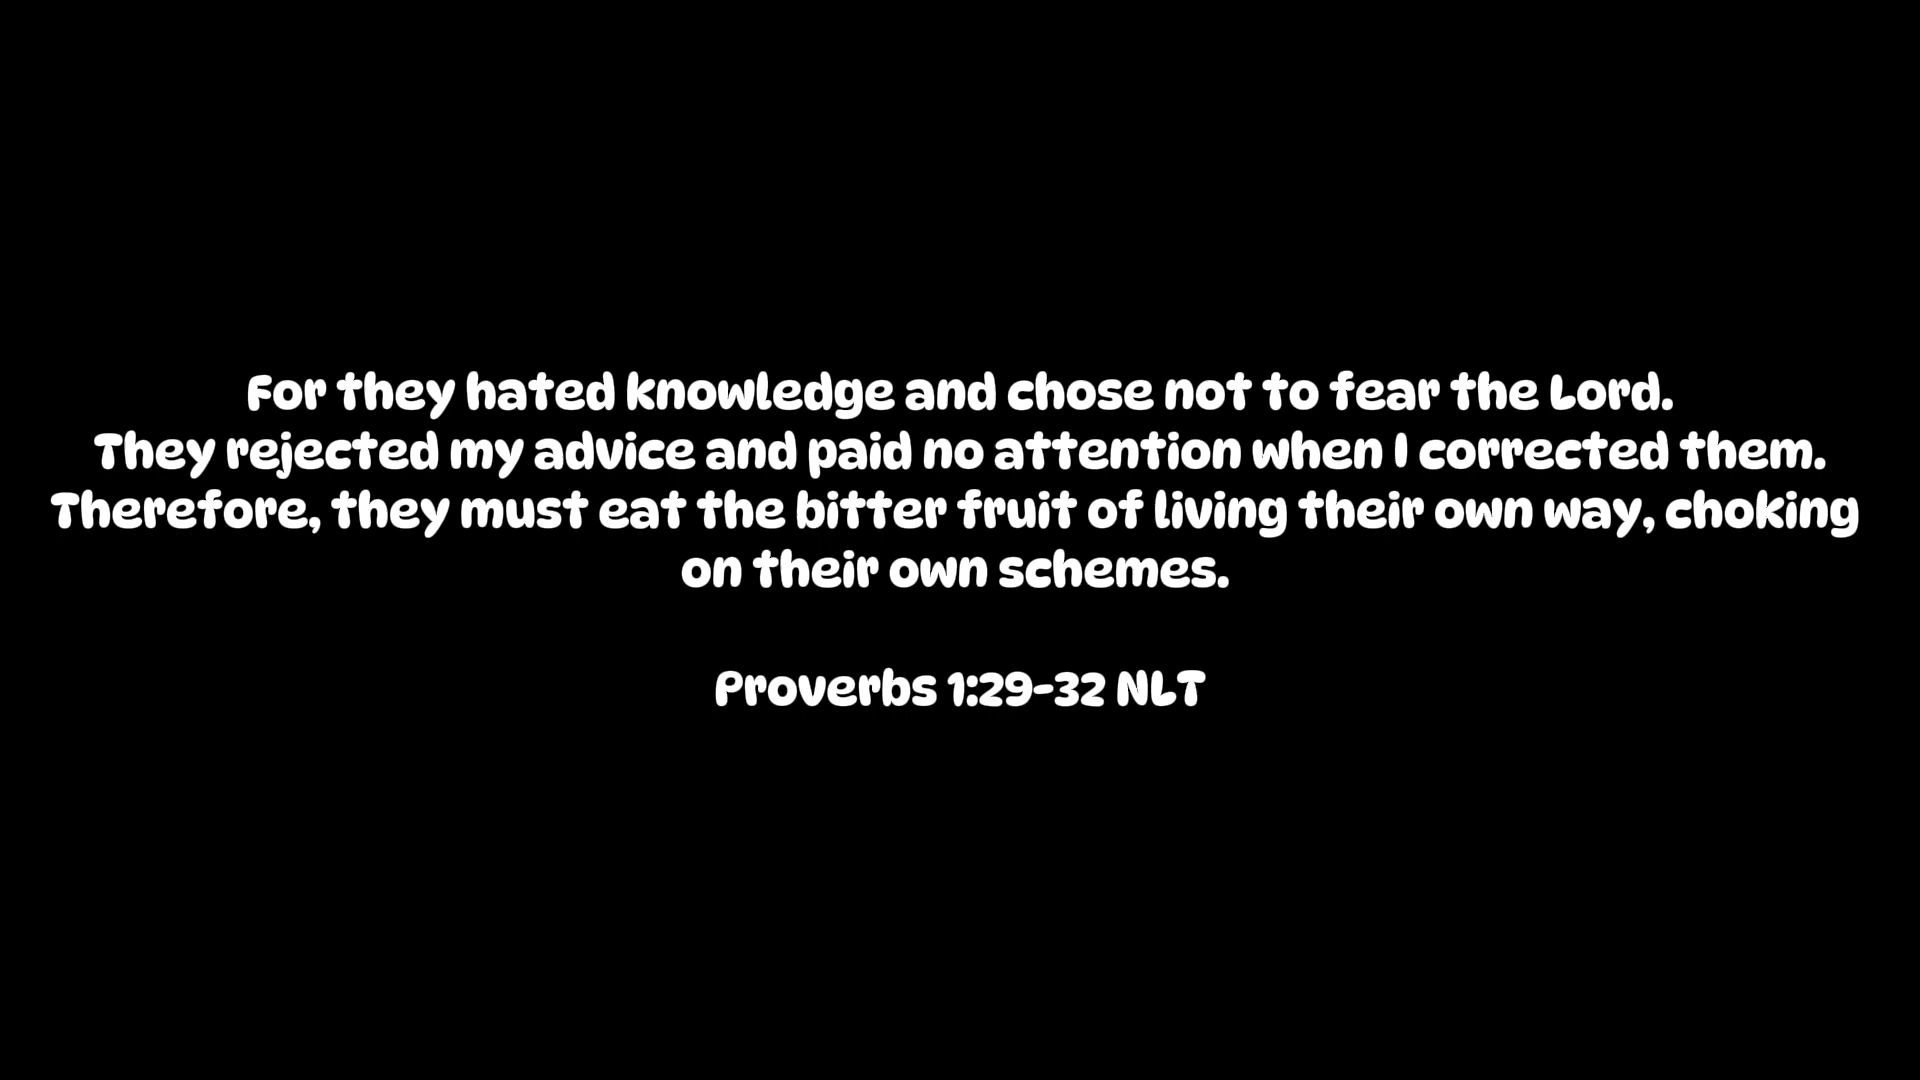 For they hated knowledge and chose not to fear the Lord.
They rejected my advice and paid no attention when I corrected them.
Therefore, they must eat the bitter fruit of living their own way, choking
on their own schemes.
Proverbs 1:29-32 NLT